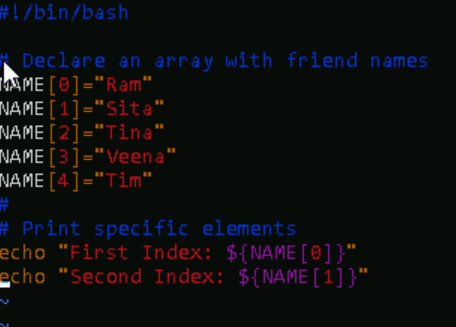 #!/bin/bash
# Declare an array with friend names
NAME[0]="Ram"
NAME[1]="Sita"
NAME[2]="Tina"
NAME[3]="Veena"
NAME[4]="Tim"
#
# Print specific elements
echo "First Index: ${NAME[0]}"
echo "Second Index: ${NAME[1]}"
~
~